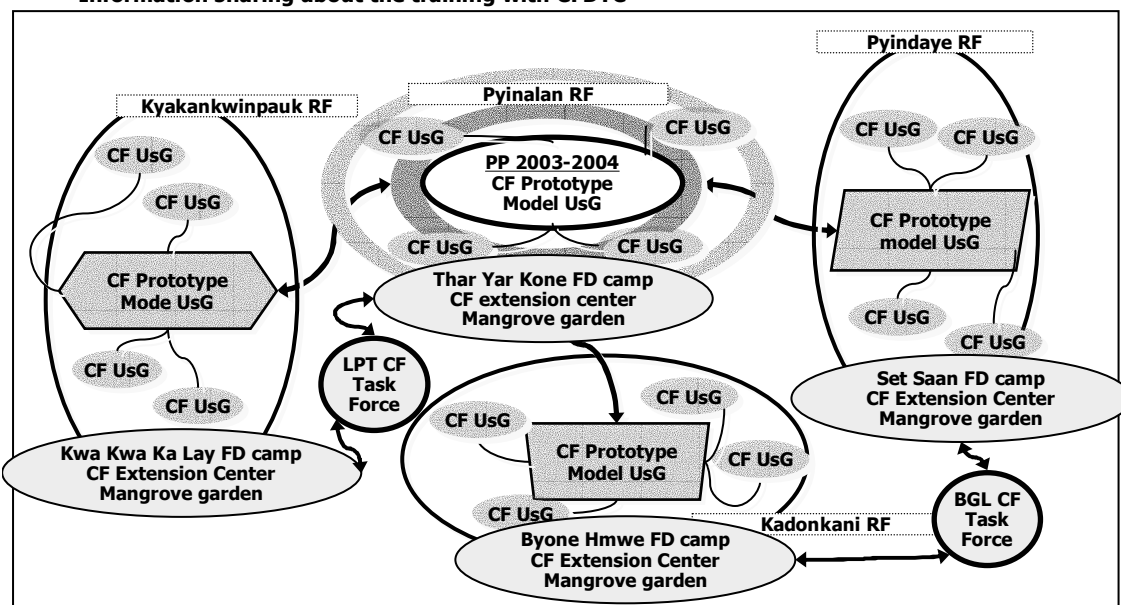 Information Sharing about the training with CFDTC
Pyindaye RF
Kyakankwinpauk RF
Pyinalan RF
CF UsG
CF UsG
CF UsG
CF UsG
CF UsG
CF UsG
PP 2003-2004
CF Prototype
Model UsG
CF Prototype
model UsG
CF Prototype
Mode UsG
CF UsG
CF UsG
Thar Yar Kone FD camp
CF extension center
Mangrove garden
CF UsG
CF UsG
CF UsG
CF UsG
LPT CF
Task
Force
Set Saan FD camp
CF Extension Center
Mangrove garden
CF UsG
CF UsG
CF Prototype
Model UsG
CF UsG
Kwa Kwa Ka Lay FD camp
CF Extension Center
Mangrove garden
CF UsG
Kadonkani RF
BGL CF
Task
Force
Byone Hmwe FD camp
CF Extension Center
Mangrove garden